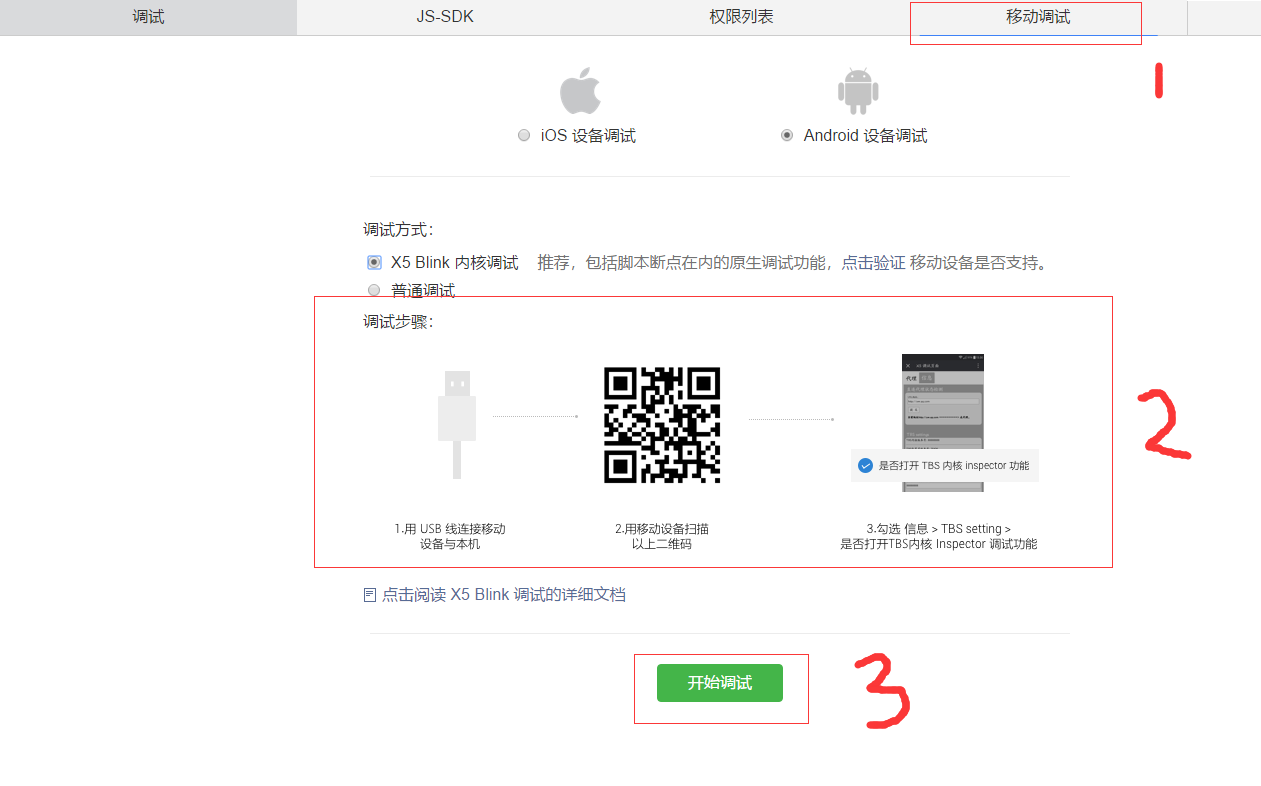 调试 JS-SDK 权限列表 移动调试
1
iOS 设备调试 Android 设备调试
调试方式：
X5 Blink 内核调试 推荐，包括脚本断点在内的原生调试功能，点击验证 移动设备是否支持。
普通调试
调试步骤：
2
是否打开 TBS 内核 inspector 功能
1.用 USB 线连接移动
设备与本机
2.用移动设备扫描
以上二维码
3.勾选 信息 > TBS setting >
是否打开TBS内核 Inspector 调试功能
点击阅读 X5 Blink 调试的详细文档
开始调试
3